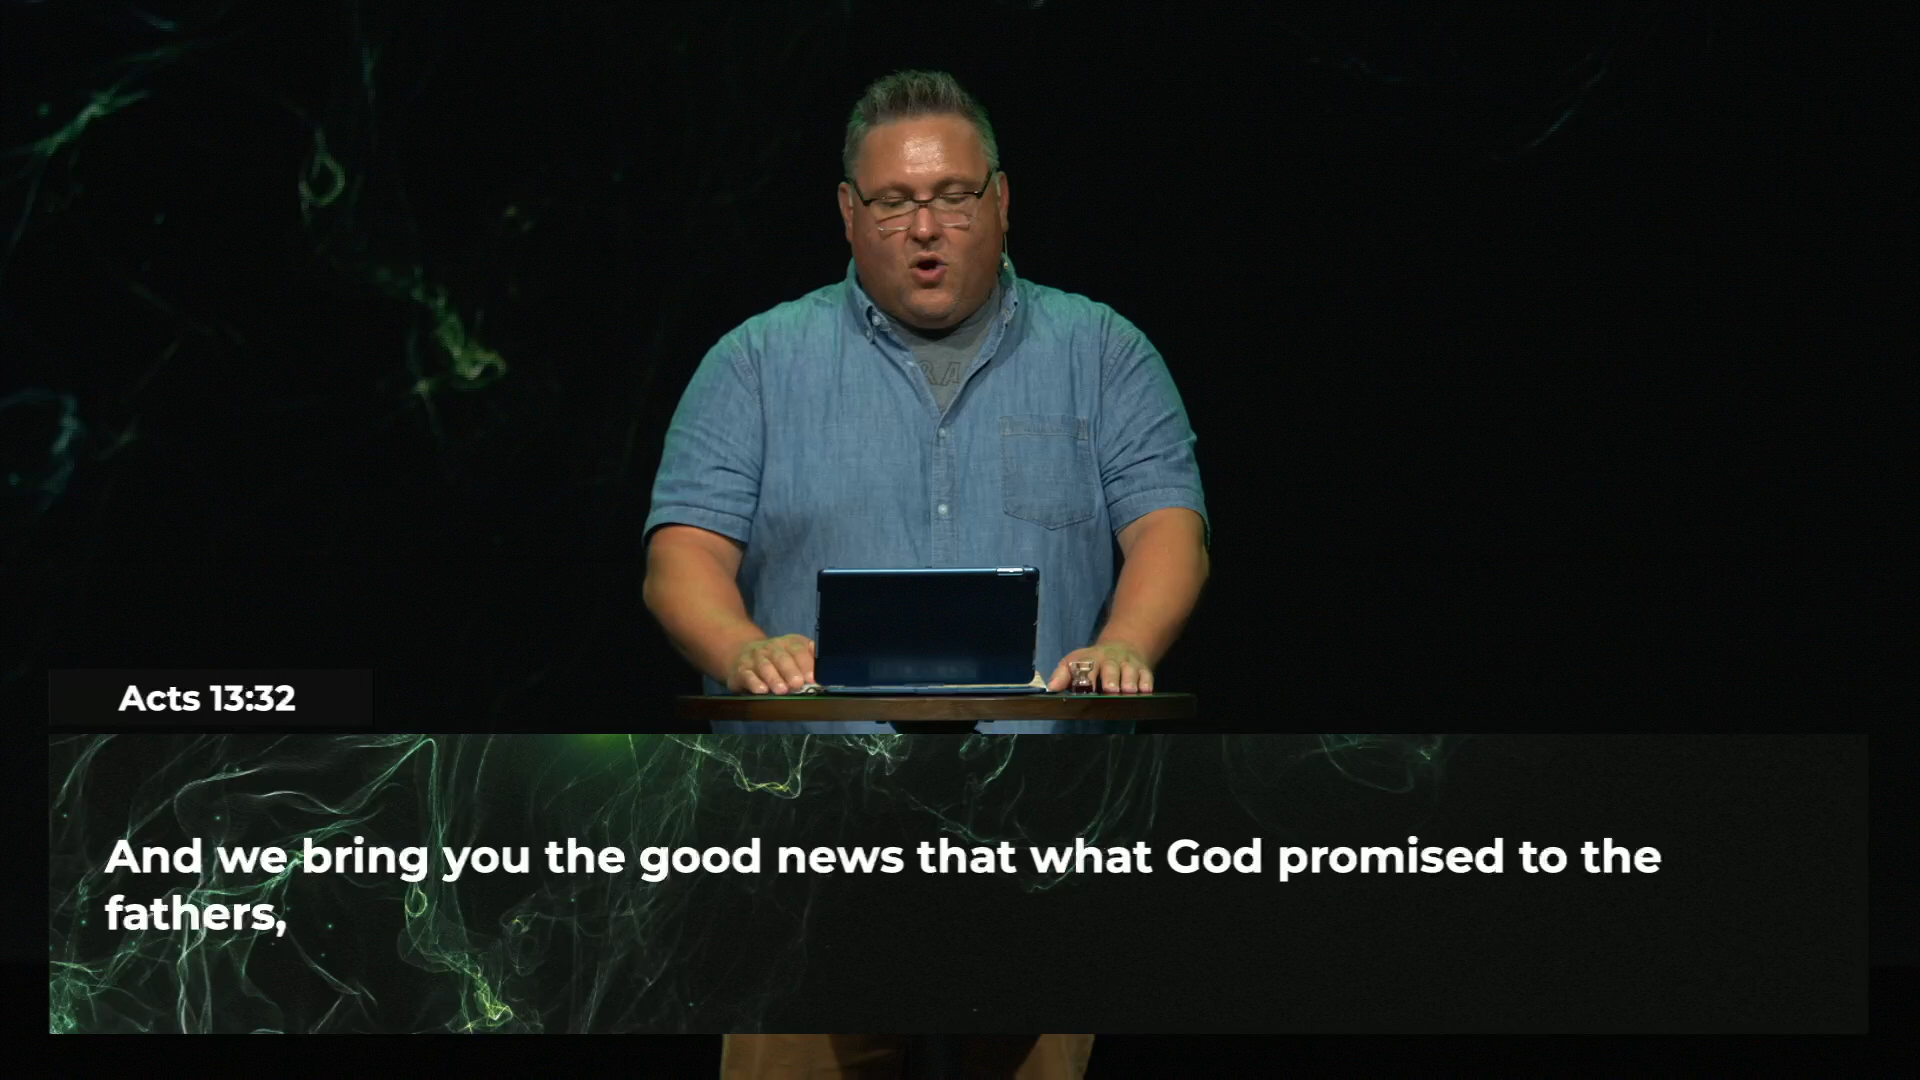 Acts 13:32
And we bring you the good news that what God promised to the
fathers,